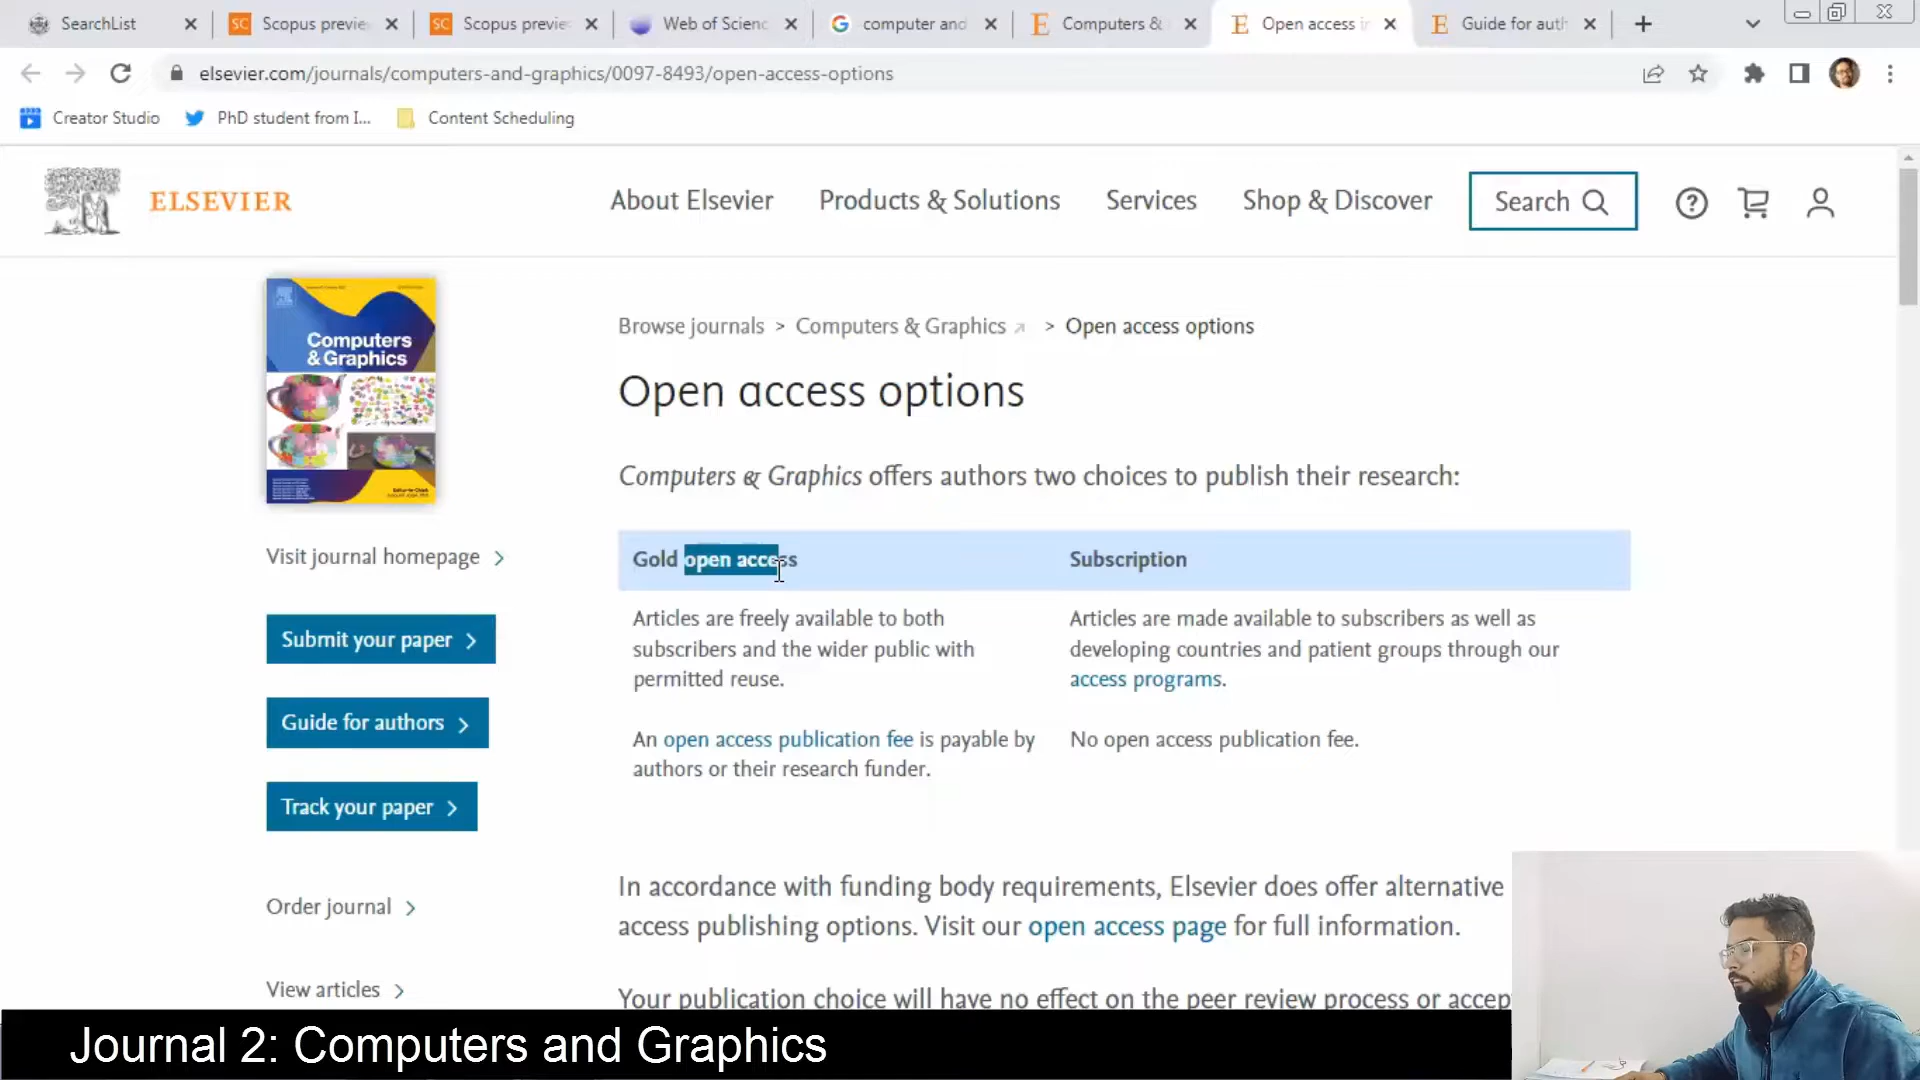 SearchList
Scopus preview
Scopus preview
Web of Scienc
computer and
Computers &
Open access in
Guide for auth
elsevier.com/journals/computers-and-graphics/0097-8493/open-access-options
Creator Studio
PhD student from I...
Content Scheduling
ELSEVIER
About Elsevier
Products & Solutions
Services
Shop & Discover
Search
Computers
& Graphics
Browse journals > Computers & Graphics > Open access options
Open access options
Computers & Graphics offers authors two choices to publish their research:
Gold open access
Subscription
Articles are freely available to both
subscribers and the wider public with
permitted reuse.
Articles are made available to subscribers as well as
developing countries and patient groups through our
access programs.
An open access publication fee is payable by
authors or their research funder.
No open access publication fee.
Visit journal homepage
Submit your paper
Guide for authors
Track your paper
Order journal
View articles
In accordance with funding body requirements, Elsevier does offer alternative
access publishing options. Visit our open access page for full information.
Your publication choice will have no effect on the peer review process or accep
Journal 2: Computers and Graphics